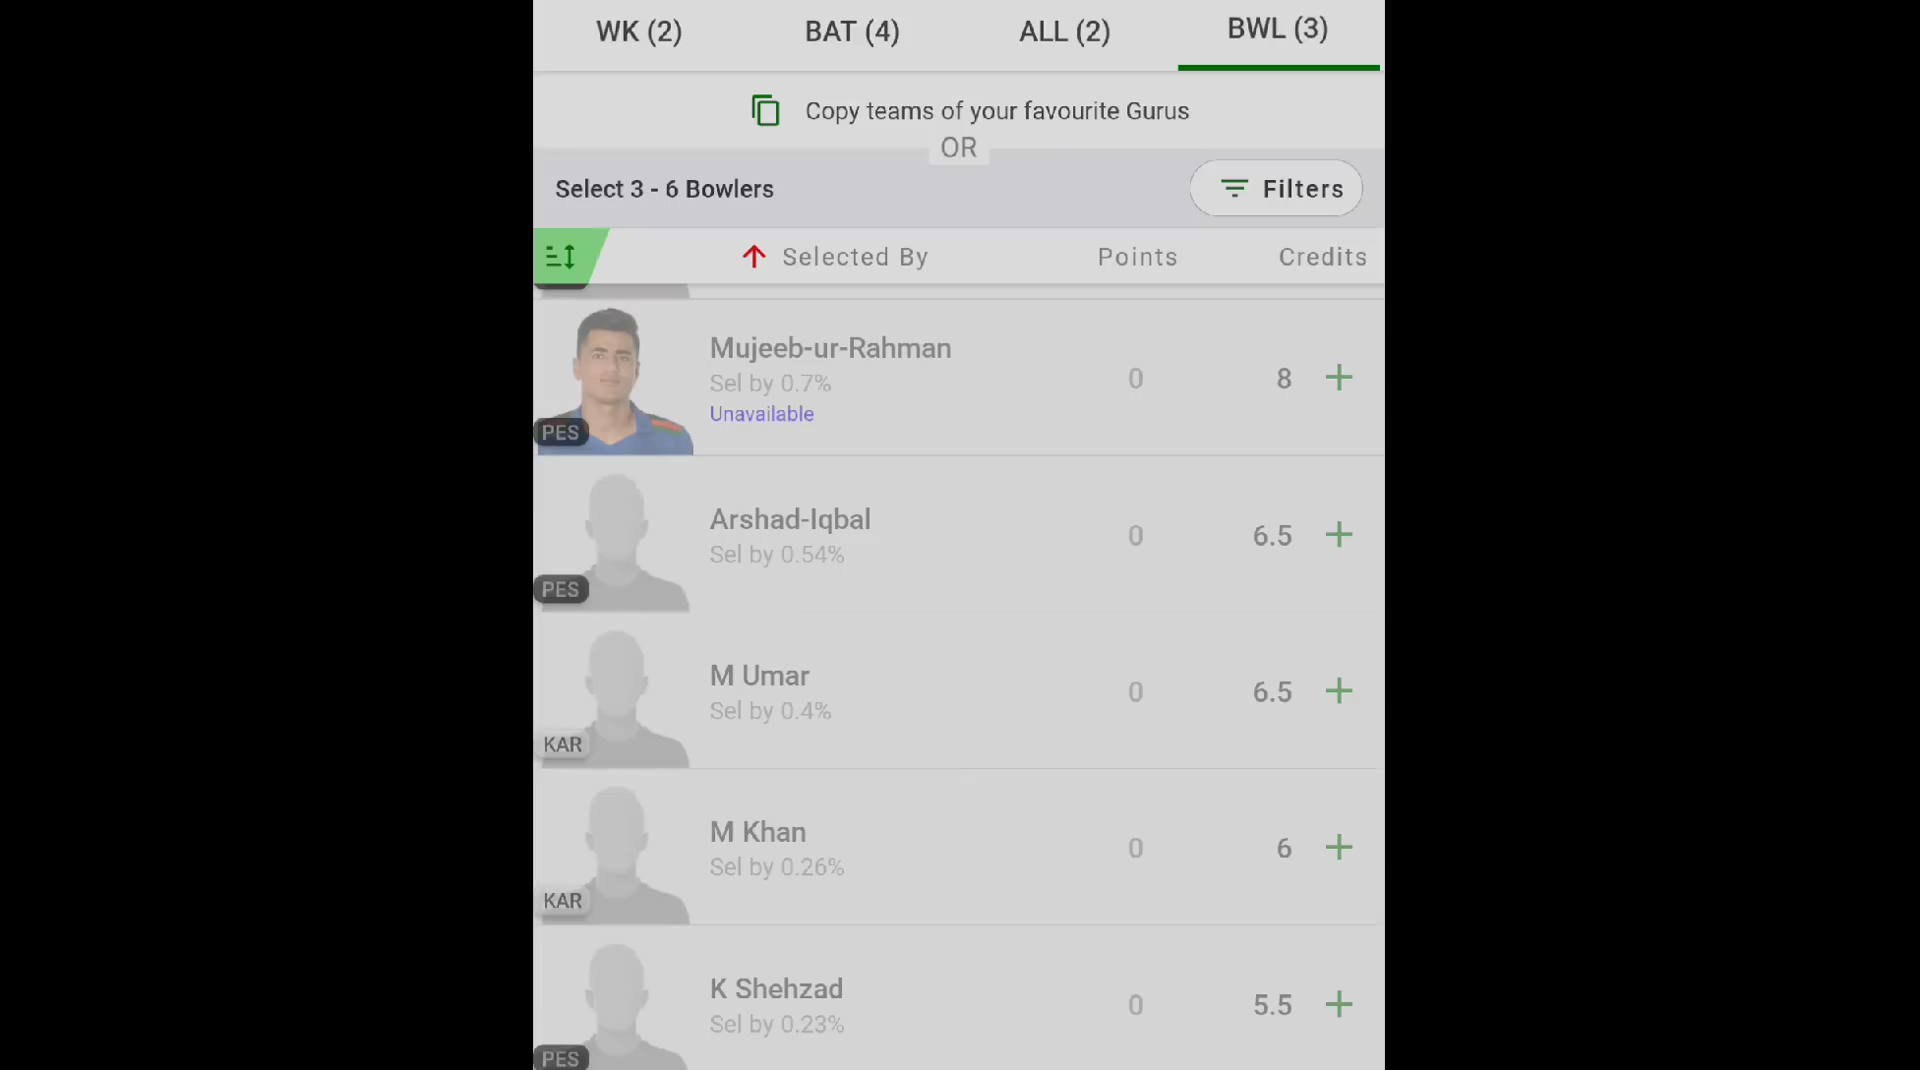 WK (2) BAT (4) ALL (2) BWL (3)
Copy teams of your favourite Gurus
OR
Select 3 - 6 Bowlers Filters
Selected By Points Credits
Mujeeb-ur-Rahman
Sel by 0.7% 0 8 +
Unavailable
PES
Arshad-Iqbal
Sel by 0.54% 0 6.5 +
PES
M Umar
Sel by 0.4% 0 6.5 +
KAR
M Khan
Sel by 0.26% 0 6 +
KAR
K Shehzad
Sel by 0.23% 0 5.5 +
PES